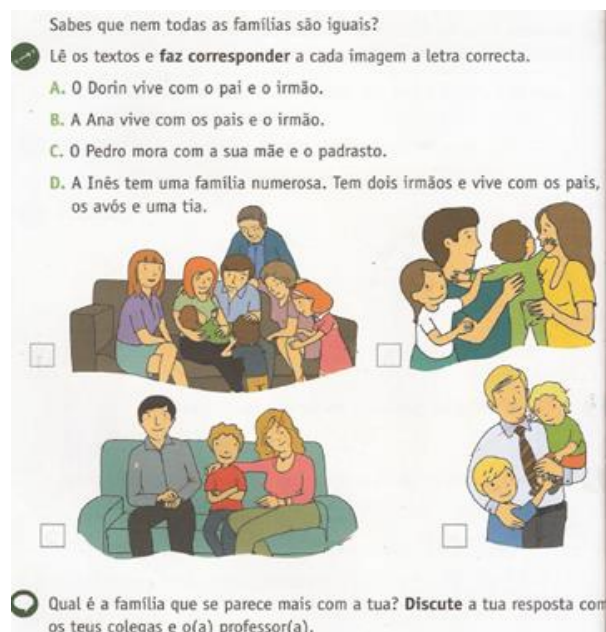 Sabes que nem todas as famílias são iguais?
Lê os textos e faz corresponder a cada imagem a letra correcta.
A. O Dorin vive com o pai e o irmão.
B. A Ana vive com os pais e o irmão.
C. O Pedro mora com a sua mãe e o padrasto.
D. A Inês tem uma família numerosa. Tem dois irmãos e vive com os pais,
os avós e uma tia.
Qual é a família que se parece mais com a tua? Discute a tua resposta com
os teus colegas e o(a) professor(a).